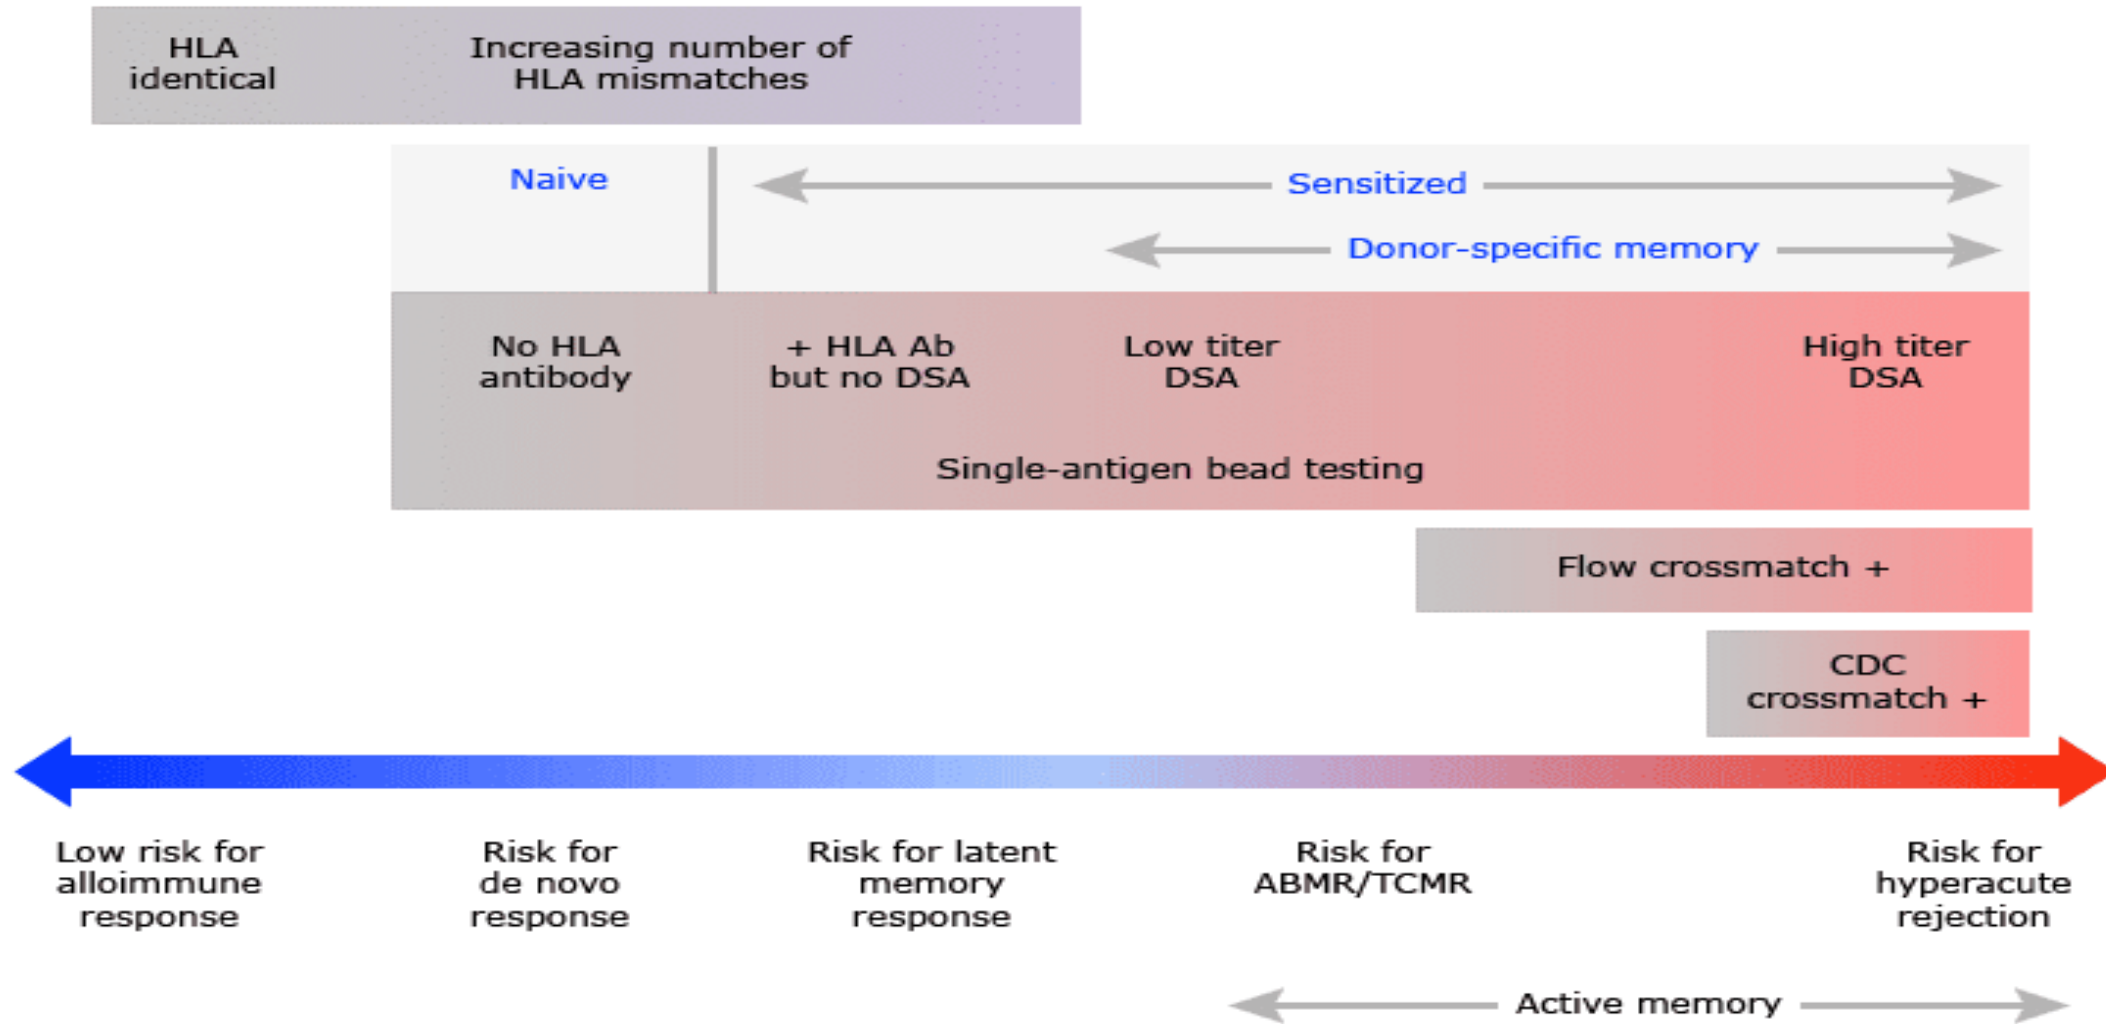 HLA
identical
Increasing number of
HLA mismatches
Naive
Sensitized
Donor-specific memory
No HLA
antibody
+ HLA Ab
but no DSA
Low titer
DSA
High titer
DSA
Single-antigen bead testing
Flow crossmatch +
CDC
crossmatch +
Low risk for
alloimmune
response
Risk for
de novo
response
Risk for latent
memory
response
Risk for
ABMR/TCMR
Risk for
hyperacute
rejection
Active memory